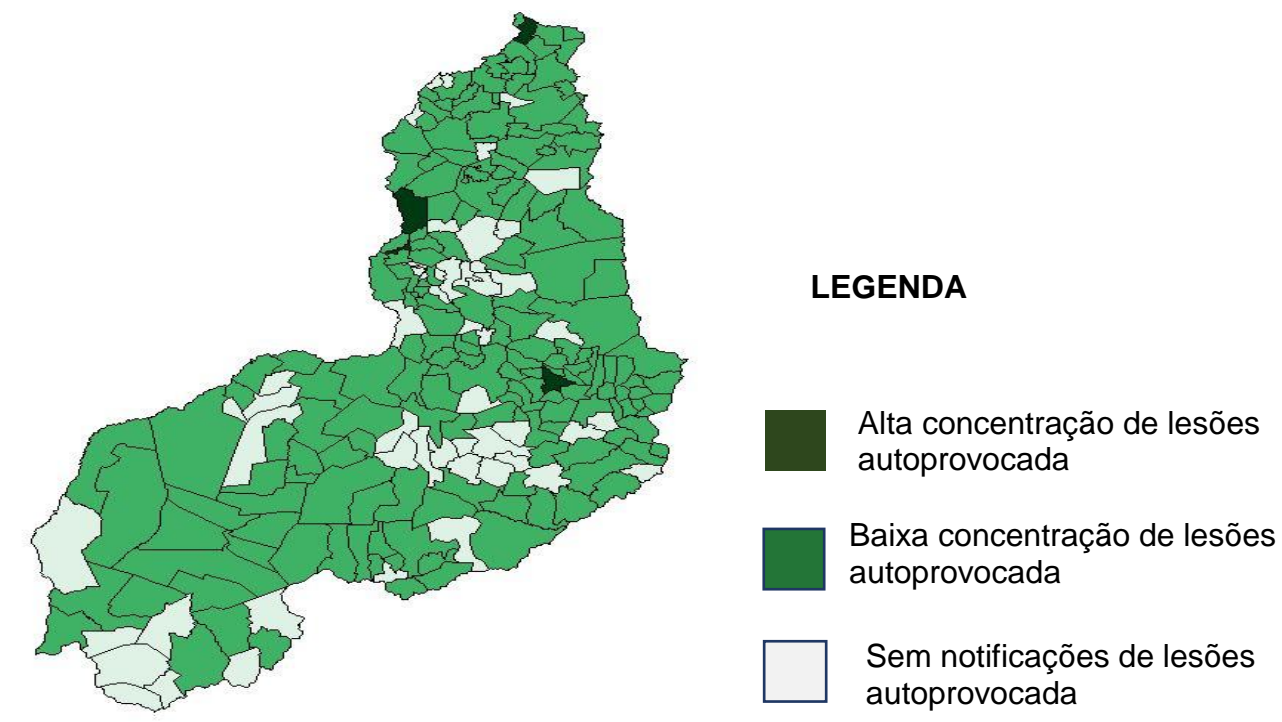 LEGENDA
Alta concentração de lesões
autoprovocada
Baixa concentração de lesões
autoprovocada
Sem notificações de lesões
autoprovocada